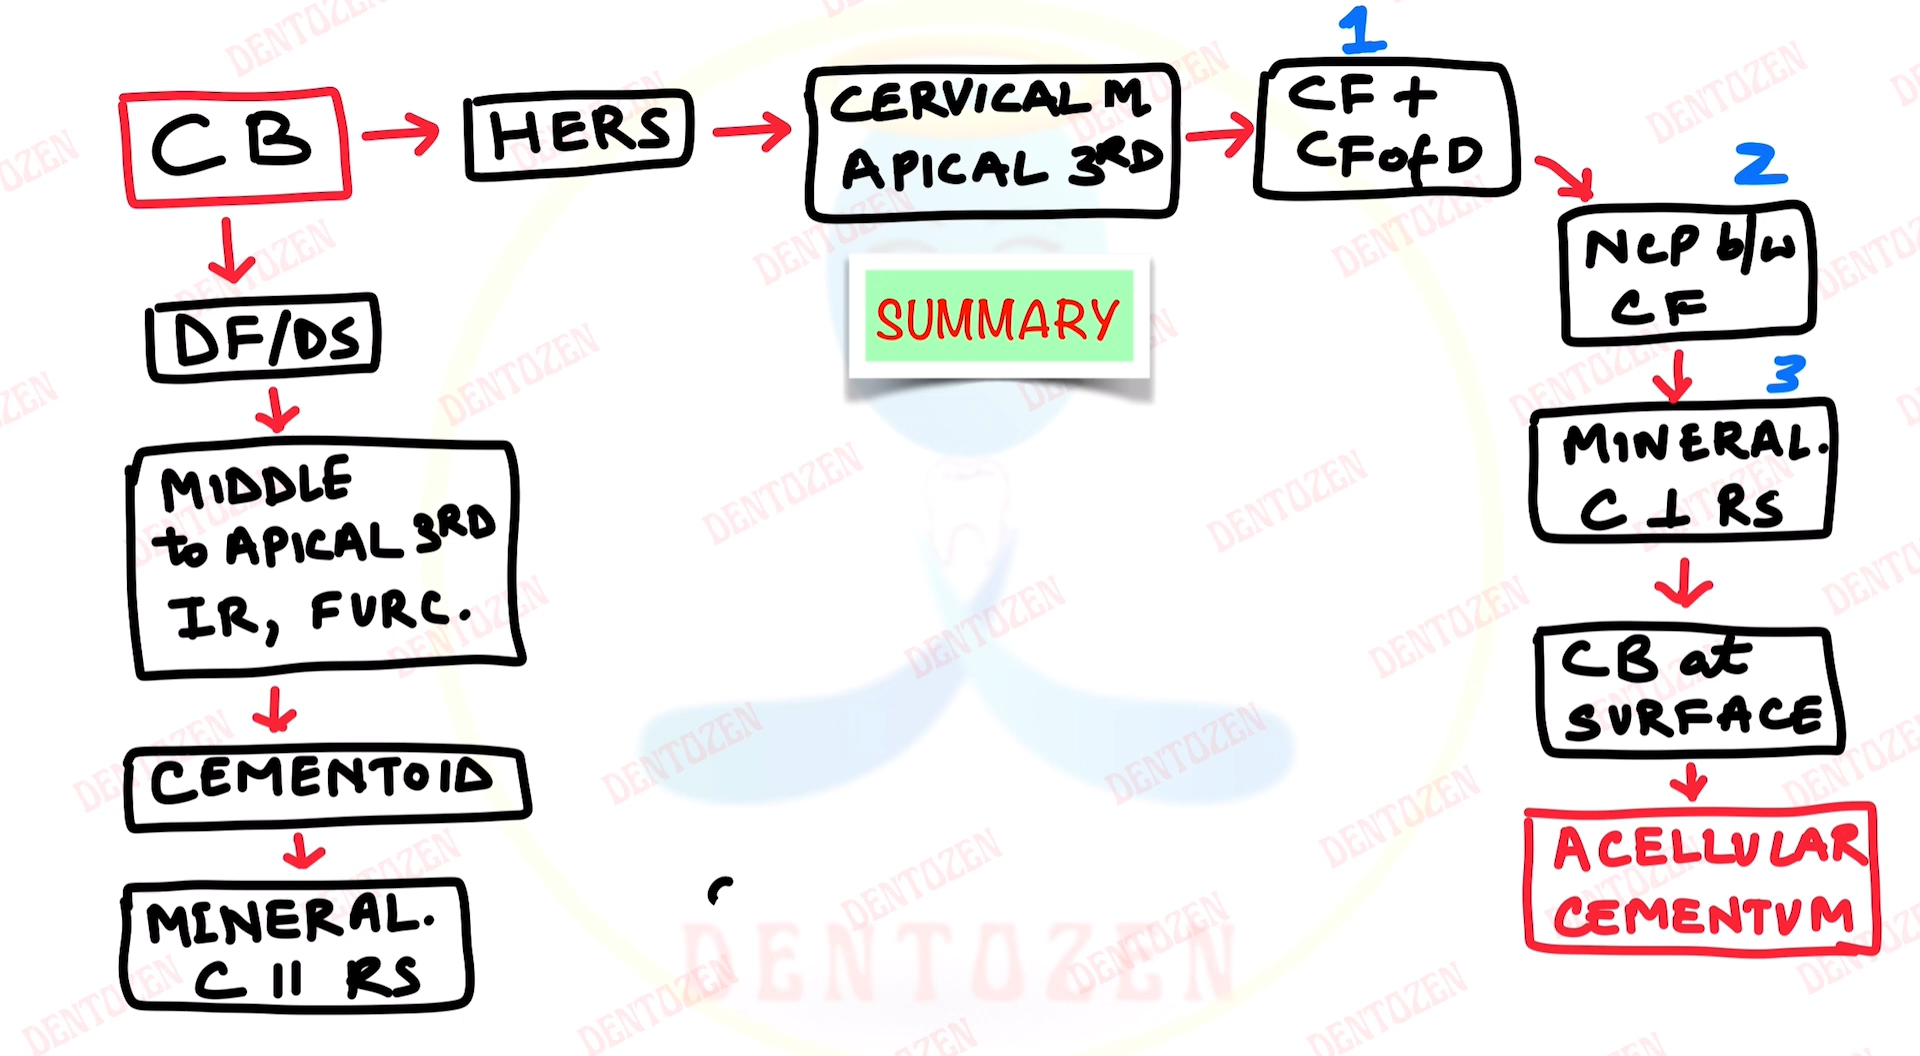 1
CB → HERS → CERVICAL M
APICAL 3RD → CF +
CF of D
2
NCP b/w
CF
SUMMARY
DF/DS
3
MINERAL.
C ⊥ RS
MIDDLE
to APICAL 3RD
IR, FURC.
CB at
SURFACE
CEMENTOID
ACELLULAR
CEMENTUM
MINERAL.
C || RS
DENTOZEN